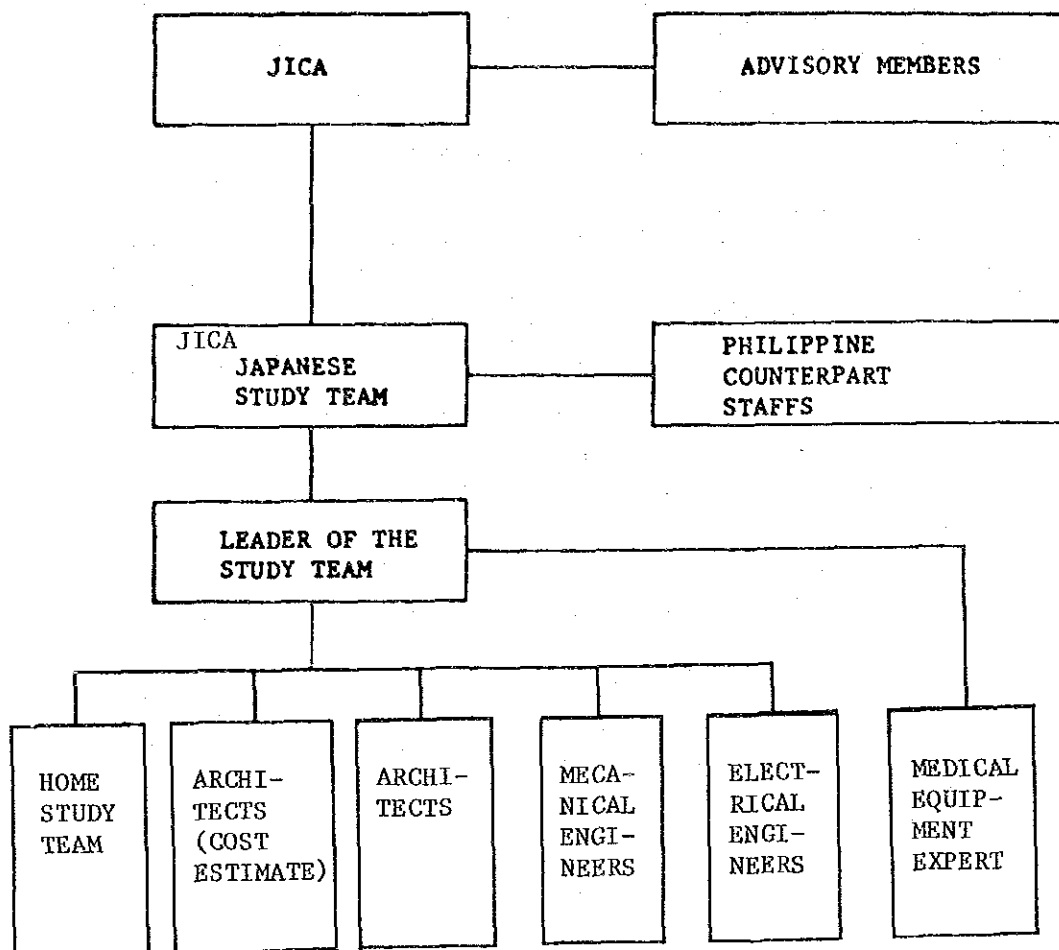 JICA
ADVISORY MEMBERS
JICA
JAPANESE
STUDY TEAM
PHILIPPINE
COUNTERPART
STAFFS
LEADER OF THE
STUDY TEAM
HOME
STUDY
TEAM
ARCHI-
TECTS
(COST
ESTIMATE)
ARCHI-
TECTS
MECA-
NICAL
ENGI-
NEERS
ELECT-
RICAL
ENGI-
NEERS
MEDICAL
EQUIP-
MENT
EXPERT